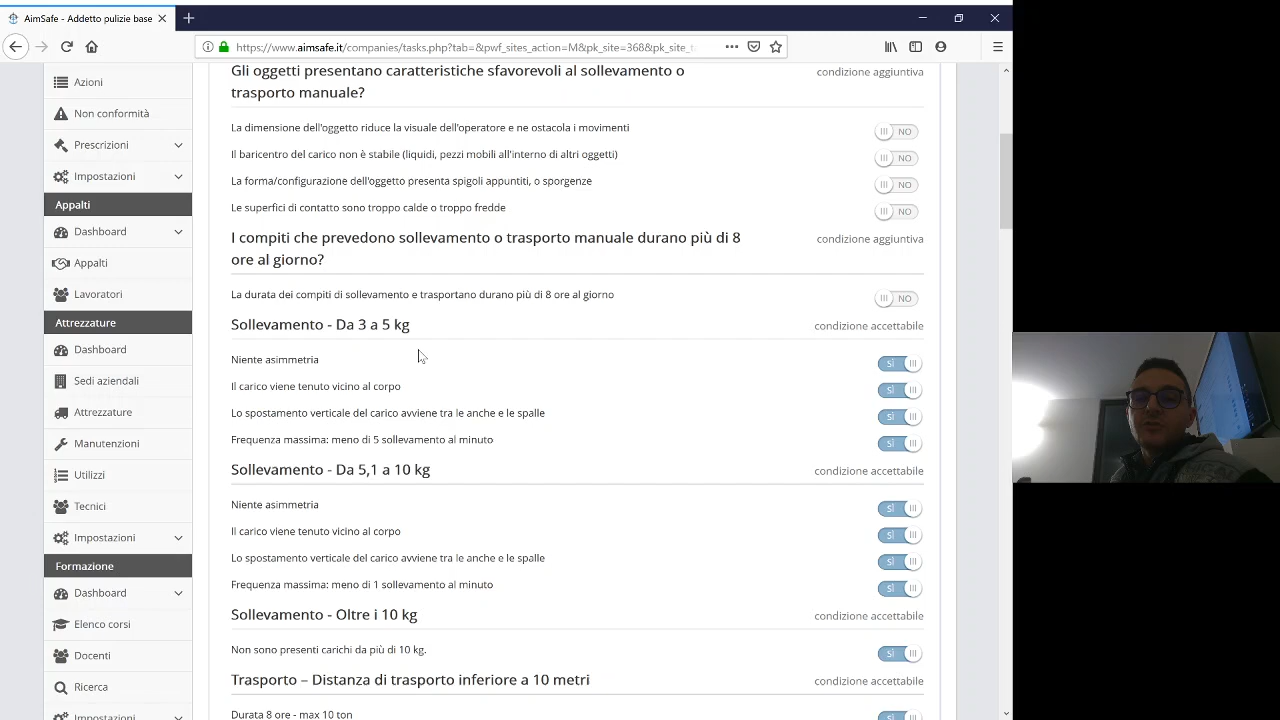 AimSafe - Addetto pulizie base
https://www.aimsafe.it/companies/tasks.php?tab=&pwf_sites_action=M&pk_site=368&pk_site_t
Azioni
Non conformità
Prescrizioni
Impostazioni
Appalti
Dashboard
Appalti
Lavoratori
Attrezzature
Dashboard
Sedi aziendali
Attrezzature
Manutenzioni
Utilizzi
Tecnici
Impostazioni
Formazione
Dashboard
Elenco corsi
Docenti
Ricerca
Impostazioni
Gli oggetti presentano caratteristiche sfavorevoli al sollevamento o
trasporto manuale?
condizione aggiuntiva
La dimensione dell'oggetto riduce la visuale dell'operatore e ne ostacola i movimenti
NO
Il baricentro del carico non è stabile (liquidi, pezzi mobili all'interno di altri oggetti)
NO
La forma/configurazione dell'oggetto presenta spigoli appuntiti, o sporgenze
NO
Le superfici di contatto sono troppo calde o troppo fredde
NO
I compiti che prevedono sollevamento o trasporto manuale durano più di 8
ore al giorno?
condizione aggiuntiva
La durata dei compiti di sollevamento e trasportano durano più di 8 ore al giorno
NO
Sollevamento - Da 3 a 5 kg
condizione accettabile
Niente asimmetria
SÌ
Il carico viene tenuto vicino al corpo
SÌ
Lo spostamento verticale del carico avviene tra le anche e le spalle
SÌ
Frequenza massima: meno di 5 sollevamento al minuto
SÌ
Sollevamento - Da 5,1 a 10 kg
condizione accettabile
Niente asimmetria
SÌ
Il carico viene tenuto vicino al corpo
SÌ
Lo spostamento verticale del carico avviene tra le anche e le spalle
SÌ
Frequenza massima: meno di 1 sollevamento al minuto
SÌ
Sollevamento - Oltre i 10 kg
condizione accettabile
Non sono presenti carichi da più di 10 kg.
SÌ
Trasporto – Distanza di trasporto inferiore a 10 metri
condizione accettabile
Durata 8 ore - max 10 ton
SÌ